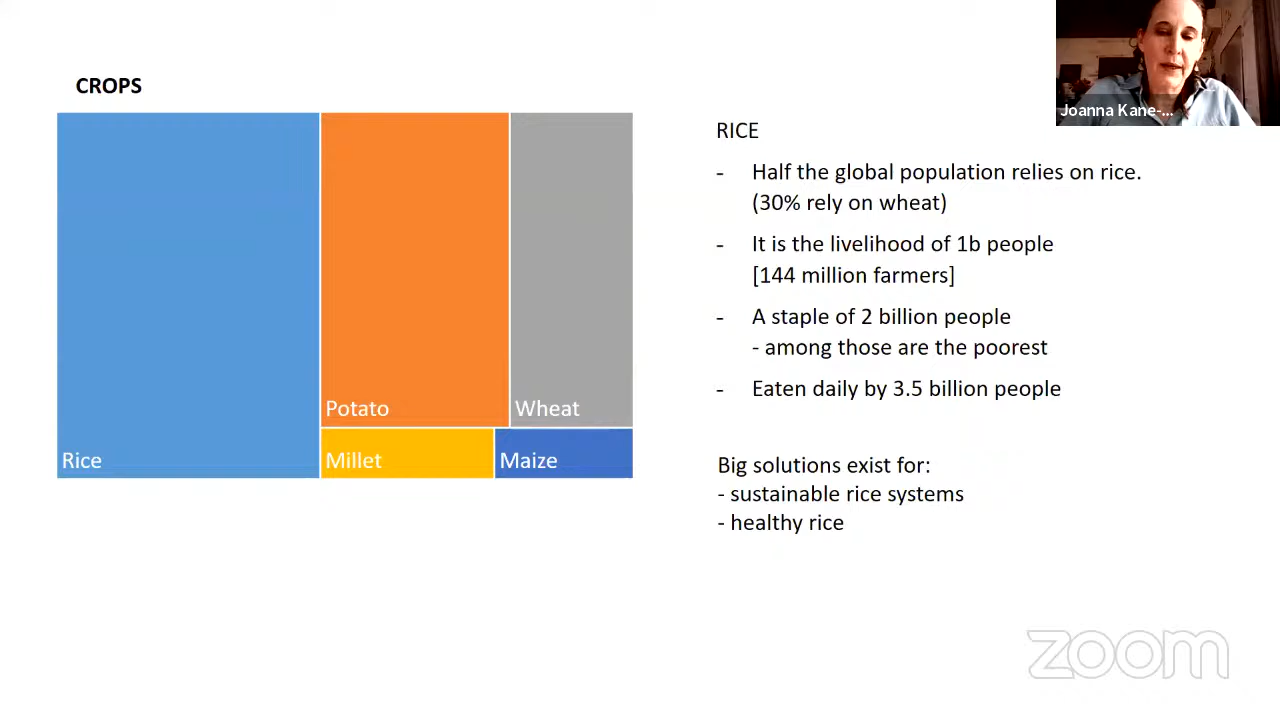 CROPS
Rice
Potato
Wheat
Millet
Maize
RICE
- Half the global population relies on rice.
(30% rely on wheat)
- It is the livelihood of 1b people
[144 million farmers]
- A staple of 2 billion people
- among those are the poorest
- Eaten daily by 3.5 billion people
Big solutions exist for:
- sustainable rice systems
- healthy rice
Joanna Kane-...
zoom